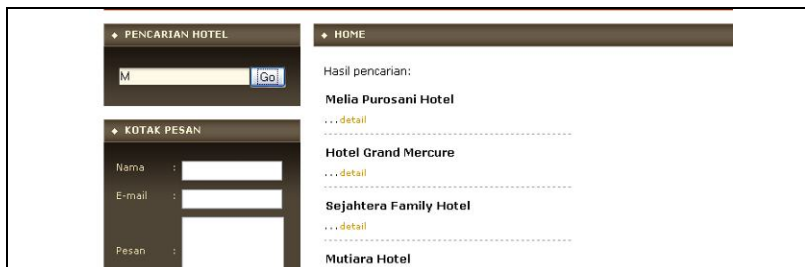 PENCARIAN HOTEL
M
Go
KOTAK PESAN
Nama :
E-mail :
Pesan :
HOME
Hasil pencarian:
Melia Purosani Hotel
...detail
Hotel Grand Mercure
...detail
Sejahtera Family Hotel
...detail
Mutiara Hotel